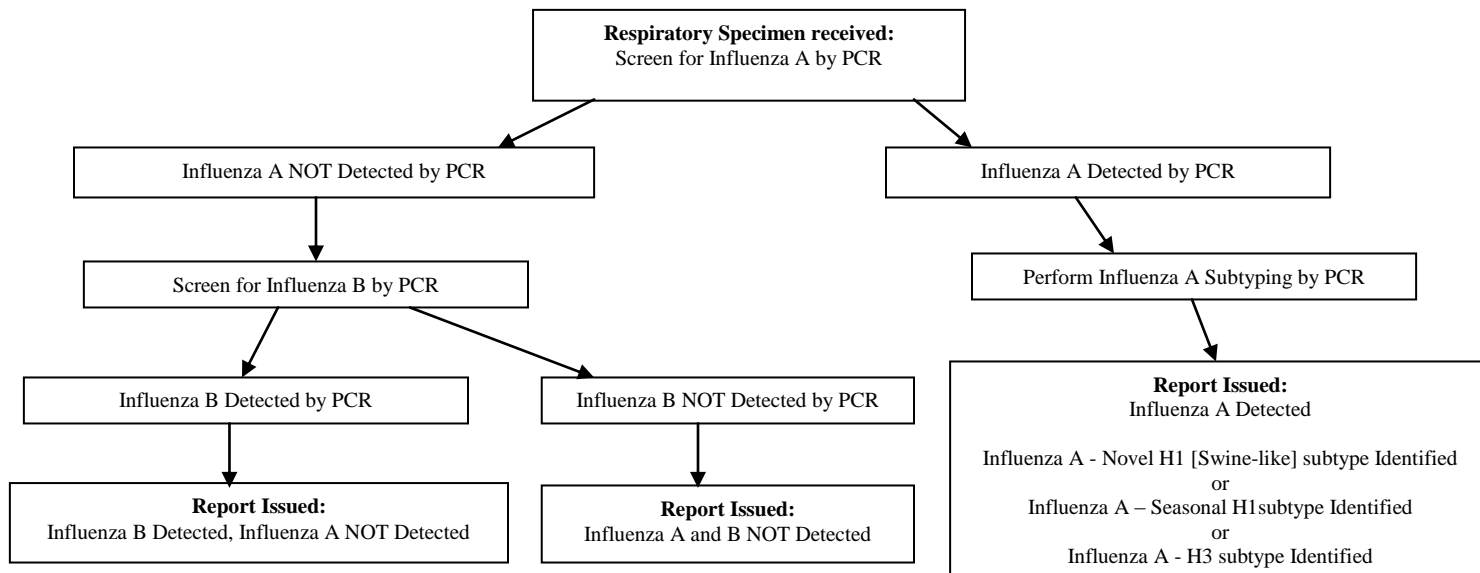 Respiratory Specimen received:
Screen for Influenza A by PCR
Influenza A NOT Detected by PCR
Influenza A Detected by PCR
Screen for Influenza B by PCR
Perform Influenza A Subtyping by PCR
Influenza B Detected by PCR
Influenza B NOT Detected by PCR
Report Issued:
Influenza B Detected, Influenza A NOT Detected
Report Issued:
Influenza A and B NOT Detected
Report Issued:
Influenza A Detected
Influenza A - Novel H1 [Swine-like] subtype Identified
or
Influenza A – Seasonal H1subtype Identified
or
Influenza A - H3 subtype Identified